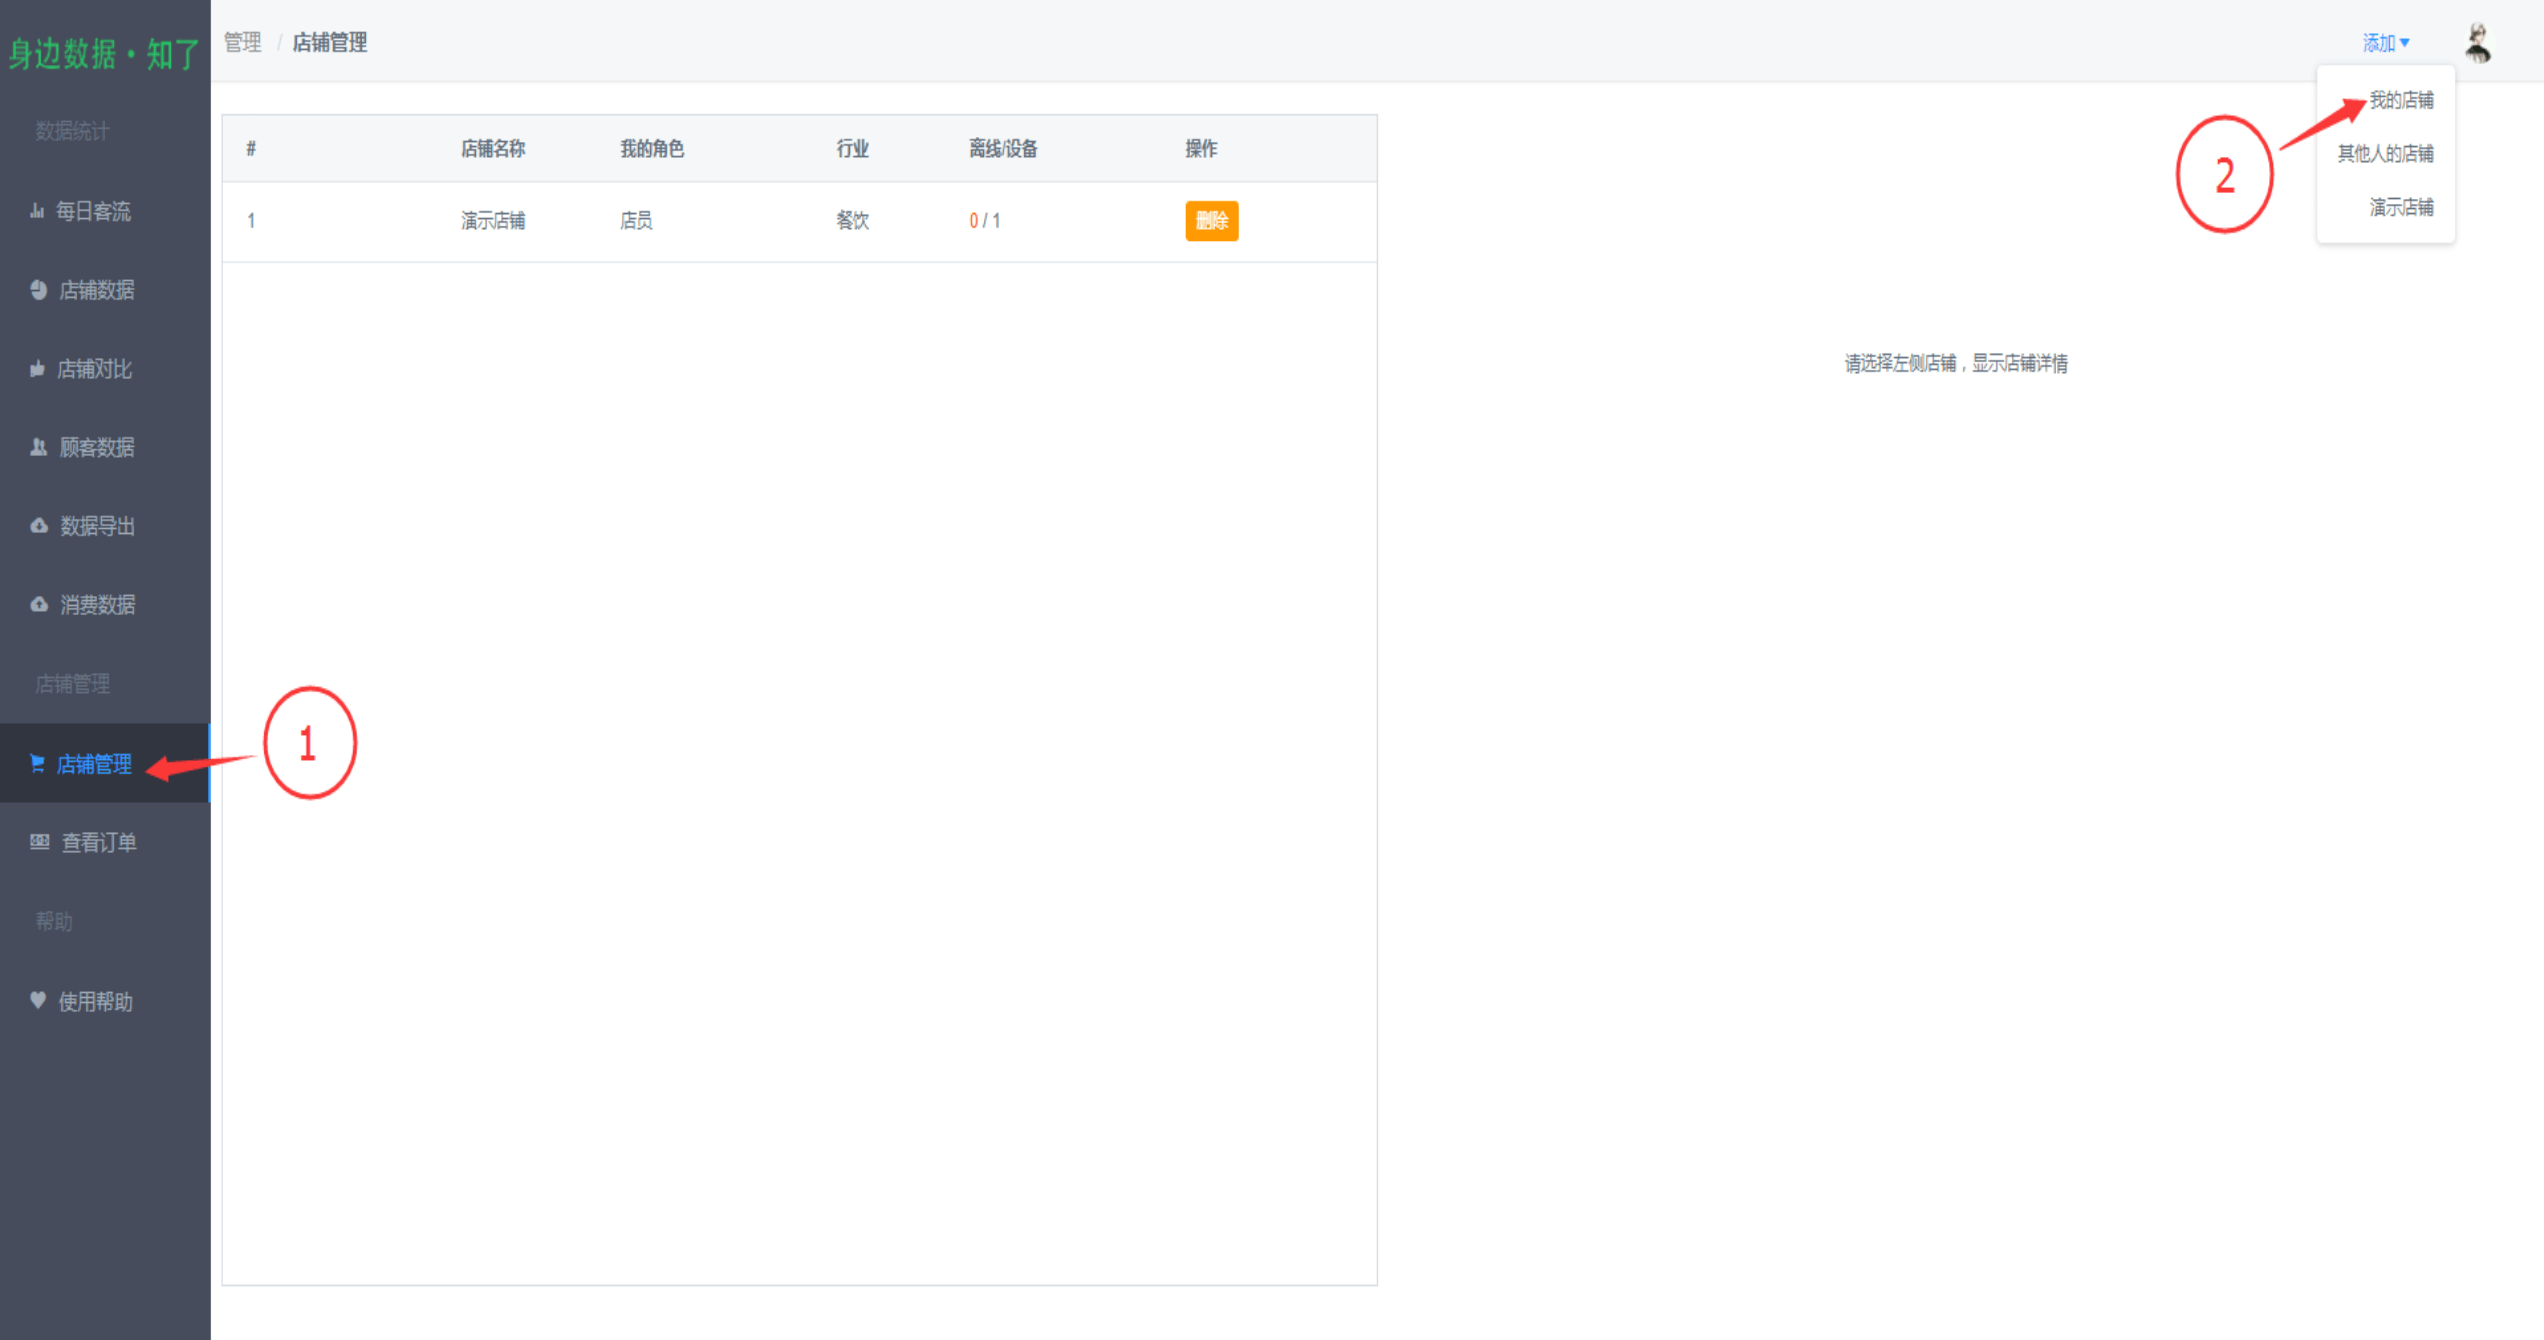 身边数据·知了
管理 / 店铺管理
添加
我的店铺
其他人的店铺
演示店铺
2
数据统计
每日客流
店铺数据
店铺对比
顾客数据
数据导出
消费数据
店铺管理
店铺管理
查看订单
帮助
使用帮助
1
# 店铺名称 我的角色 行业 离线/设备 操作
1 演示店铺 店员 餐饮 0 / 1 删除
请选择左侧店铺，显示店铺详情